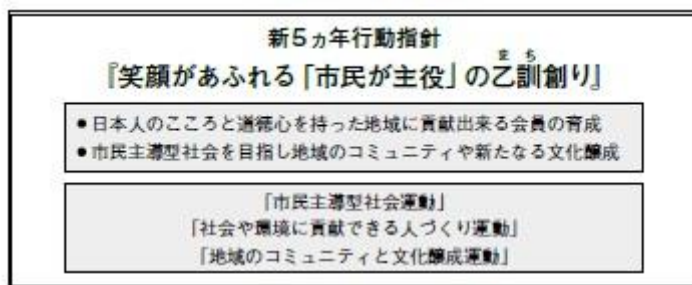 新5ヵ年行動指針
『笑顔があふれる「市民が主役」の乙訓創り』
まち
●日本人のこころと道徳心を持った地域に貢献出来る会員の育成
●市民主導型社会を目指し地域のコミュニティや新たなる文化醸成
「市民主導型社会運動」
「社会や環境に貢献できる人づくり運動」
「地域のコミュニティと文化醸成運動」